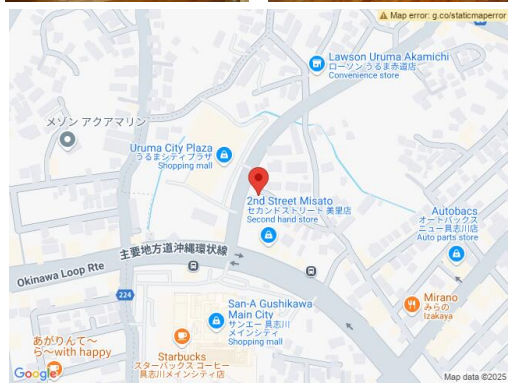 Map error: g.co/staticmaperror
Lawson Uruma Akamichi
ローソン うるま赤道店
Convenience store
メゾン アクアマリン
Uruma City Plaza
うるまシティプラザ
Shopping mall
2nd Street Misato
セカンドストリート 美里店
Second hand store
Autobacs
オートバックス
ニュー具志川店
Auto parts store
主要地方道沖縄環状線
Okinawa Loop Rte
224
San-A Gushikawa
Main City
サンエー 具志川
メインシティ
Shopping mall
Mirano
みらの
Izakaya
あがりんて～
ら～with happy
Starbucks
スターバックス コーヒー
具志川メインシティ店
Google
Map data ©2025